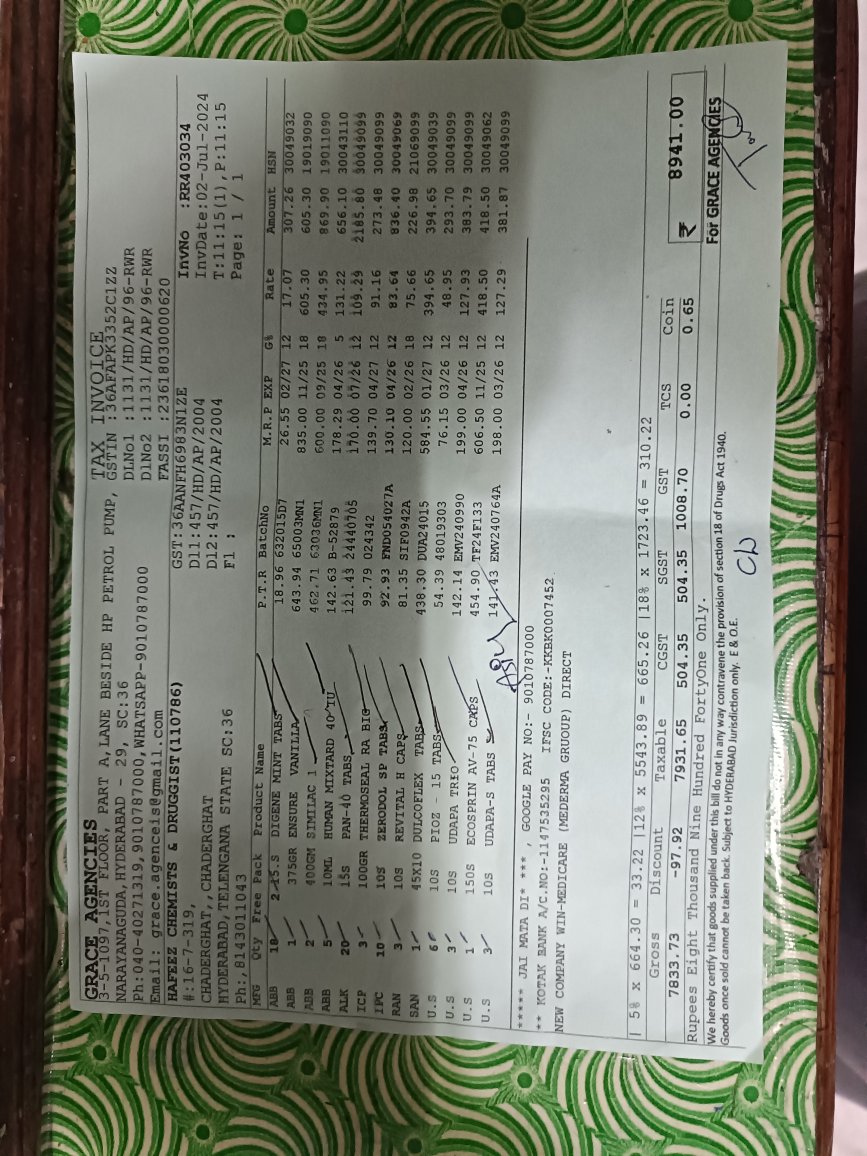 GRACE AGENCIES TAX INVOICE
3-5-1097,1ST FLOOR, PART A,LANE BESIDE HP PETROL PUMP, GSTIN :36AFAPK3352C1ZZ
NARAYANAGUDA,HYDERABAD - 29, SC:36 DLNo1 :1131/HD/AP/96-RWR
Ph:040-40271319,9010787000,WHATSAPP-9010787000 DlNo2 :1131/HD/AP/96-RWR
Email: grace.agenceis@gmail.com FASSI :23618030000620
HAFEEZ CHEMISTS & DRUGGIST(110786) GST:36AANFH6983N1ZE InvNo :RR403034
#:16-7-319, Dl1:457/HD/AP/2004 InvDate:02-Jul-2024
CHADERGHAT,,CHADERGHAT Dl2:457/HD/AP/2004 T:11:15(1),P:11:15
HYDERABAD,TELENGANA STATE SC:36 Fl : Page: 1 / 1
Ph:,8143011043
MFG Qty Free Pack Product Name P.T.R BatchNo M.R.P EXP G% Rate Amount HSN
ABB 18 2 15.S DIGENE MINT TABS 18.96 632015D7 26.55 02/27 12 17.07 307.26 30049032
ABB 1 375GR ENSURE VANILLA 643.94 65003MN1 835.00 11/25 18 605.30 605.30 19019090
ABB 2 400GM SIMILAC 1 462.71 63036MN1 600.00 09/25 18 434.95 869.90 19011090
ABB 5 10ML HUMAN MIXTARD 40 IU 142.63 B-52879 178.29 04/26 5 131.22 656.10 30043110
ALK 20 15S PAN-40 TABS 121.43 24440705 170.00 07/26 12 109.29 2185.80 30049099
ICP 3 100GR THERMOSEAL RA BIG 99.79 024342 139.70 04/27 12 91.16 273.48 30049099
IPC 10 10S ZERODOL SP TABS 92.93 FND054027A 130.10 04/26 12 83.64 836.40 30049069
RAN 3 10S REVITAL H CAPS 81.35 SIF0942A 120.00 02/26 18 75.66 226.98 21069099
SAN 1 45X10 DULCOFLEX TABS 438.30 DUA24015 584.55 01/27 12 394.65 394.65 30049039
U.S 6 10S PIOZ - 15 TABS 54.39 48019303 76.15 03/26 12 48.95 293.70 30049099
U.S 3 10S UDAPA TRIO 142.14 EMV240990 199.00 04/26 12 127.93 383.79 30049099
U.S 1 150S ECOSPRIN AV-75 CAPS 454.90 TF24F133 606.50 11/25 12 418.50 418.50 30049062
U.S 3 10S UDAPA-S TABS 141.43 EMV240764A 198.00 03/26 12 127.29 381.87 30049099
***** JAI MATA DI* *** , GOOGLE PAY NO:- 9010787000
** KOTAK BANK A/C.NO:-1147535295 IFSC CODE:-KKBK0007452
NEW COMPANY WIN-MEDICARE (MEDERMA GRUOUP) DIRECT
| 5% x 664.30 = 33.22 |12% x 5543.89 = 665.26 |18% x 1723.46 = 310.22
Gross Discount Taxable CGST SGST GST TCS Coin
7833.73 -97.92 7931.65 504.35 504.35 1008.70 0.00 0.65 ₹ 8941.00
Rupees Eight Thousand Nine Hundred FortyOne Only.
For GRACE AGENCIES
We hereby certify that goods supplied under this bill do not in any way contravene the provision of section 18 of Drugs Act 1940.
Goods once sold cannot be taken back. Subject to HYDERABAD Jurisdiction only. E & O.E.